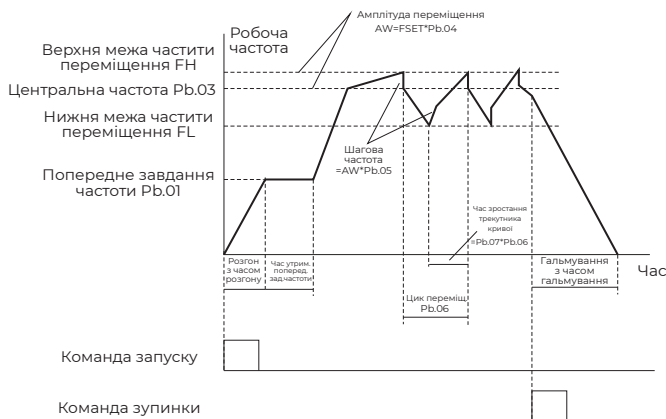 Амплітуда переміщення
AW=FSET*Pb.04
Робоча
частота
Верхня межа частити
переміщення FH
Центральна частота Pb.03
Нижня межа частити
переміщення FL
Шагова
частота
=AW*Pb.05
Попереднє завдання
частоти Pb.01
Час зростання
трекутника
кривої
=Pb.07*Pb.06
Розгон
з часом
розгону
Час утрим.
поперед.
зад.частоти
Гальмування
з часом
гальмування
Час
Цик переміщ.
Pb.06
Команда запуску
Команда зупинки